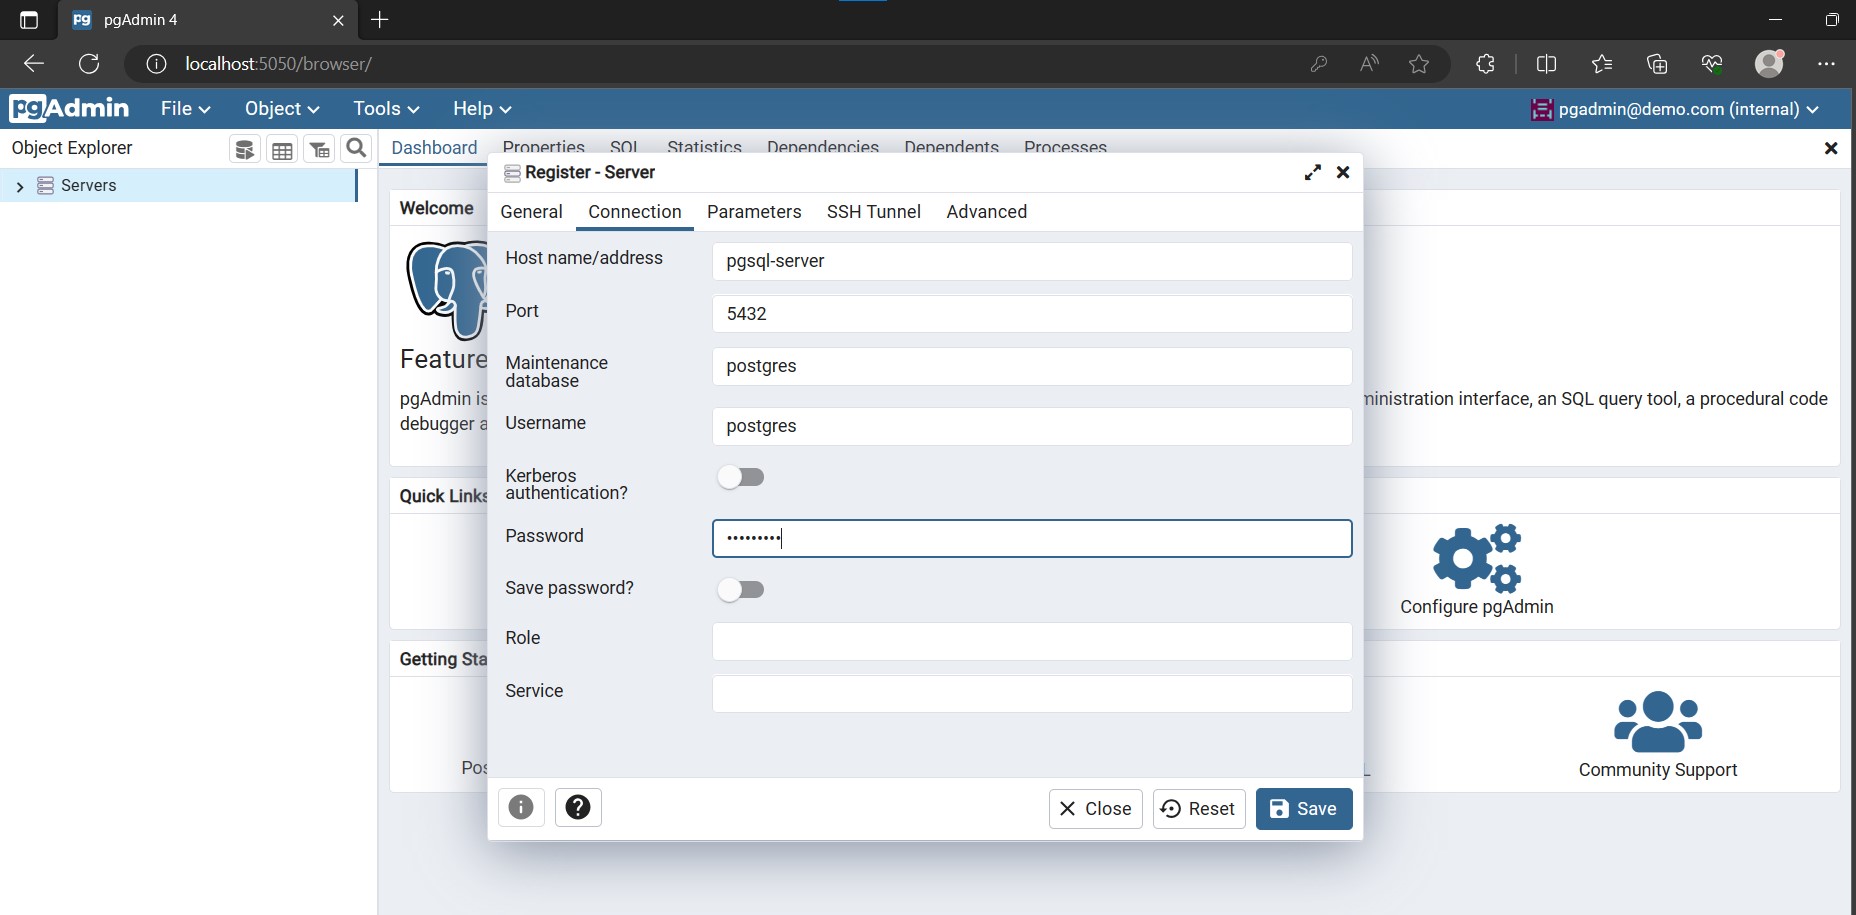 pgAdmin 4
localhost:5050/browser/
pgAdmin
File
Object
Tools
Help
pgadmin@demo.com (internal)
Object Explorer
Dashboard
Properties
SQL
Statistics
Dependencies
Dependents
Processes
Servers
Register - Server
Welcome
General
Connection
Parameters
SSH Tunnel
Advanced
Host name/address
pgsql-server
Port
5432
Feature
Maintenance
database
postgres
pgAdmin is
ministration interface, an SQL query tool, a procedural code
debugger a
Username
postgres
Kerberos
authentication?
Quick Links
Password
•••••••••
Save password?
Configure pgAdmin
Role
Getting Sta
Service
Pos
L
Community Support
Close
Reset
Save